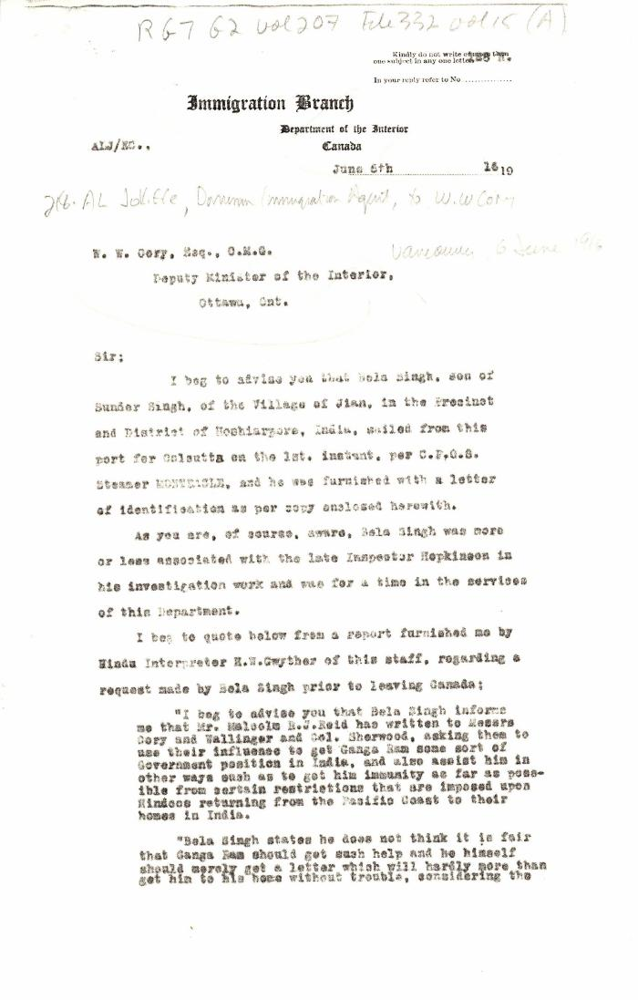 RG7 G2 vol 207 File 332 vol 15 (A)
Kindly do not write on more than
one subject in any one letter.
In your reply refer to No ...............
Immigration Branch
Department of the Interior
ALJ/EC., Canada
June 6th 1619
A L Joliffe, Dominion Immigration Agent, to W.W Cory
Vancouver, 6 June 1916
W. W. Cory, Esq., C.M.G.
Deputy Minister of the Interior,
Ottawa, Ont.
Sir;
I beg to advise you that Bela Singh, son of
Sunder Singh, of the Village of Jian, in the Precinct
and District of Hoshiarpore, India, sailed from this
port for Calcutta on the 1st. instant, per C.P.O.S.
Steamer MONTEAGLE, and he was furnished with a letter
of identification as per copy enclosed herewith.
As you are, of course, aware, Bela Singh was more
or less associated with the late Inspector Hopkinson in
his investigation work and was for a time in the services
of this Department.
I beg to quote below from a report furnished me by
Hindu Interpreter H.W.Gwyther of this staff, regarding a
request made by Bela Singh prior to leaving Canada;
"I beg to advise you that Bela Singh informs
me that Mr. Malcolm R.J.Reid has written to Messrs
Cory and Wallinger and Col. Sherwood, asking them to
use their influence to get Ganga Ram some sort of
Government position in India, and also assist him in
other ways such as to get him immunity as far as poss-
ible from certain restrictions that are imposed upon
Hindoos returning from the Pacific Coast to their
homes in India.
"Bela Singh states he does not think it is fair
that Ganga Ram should get such help and he himself
should merely get a letter which will hardly more than
get him to his home without trouble, considering the